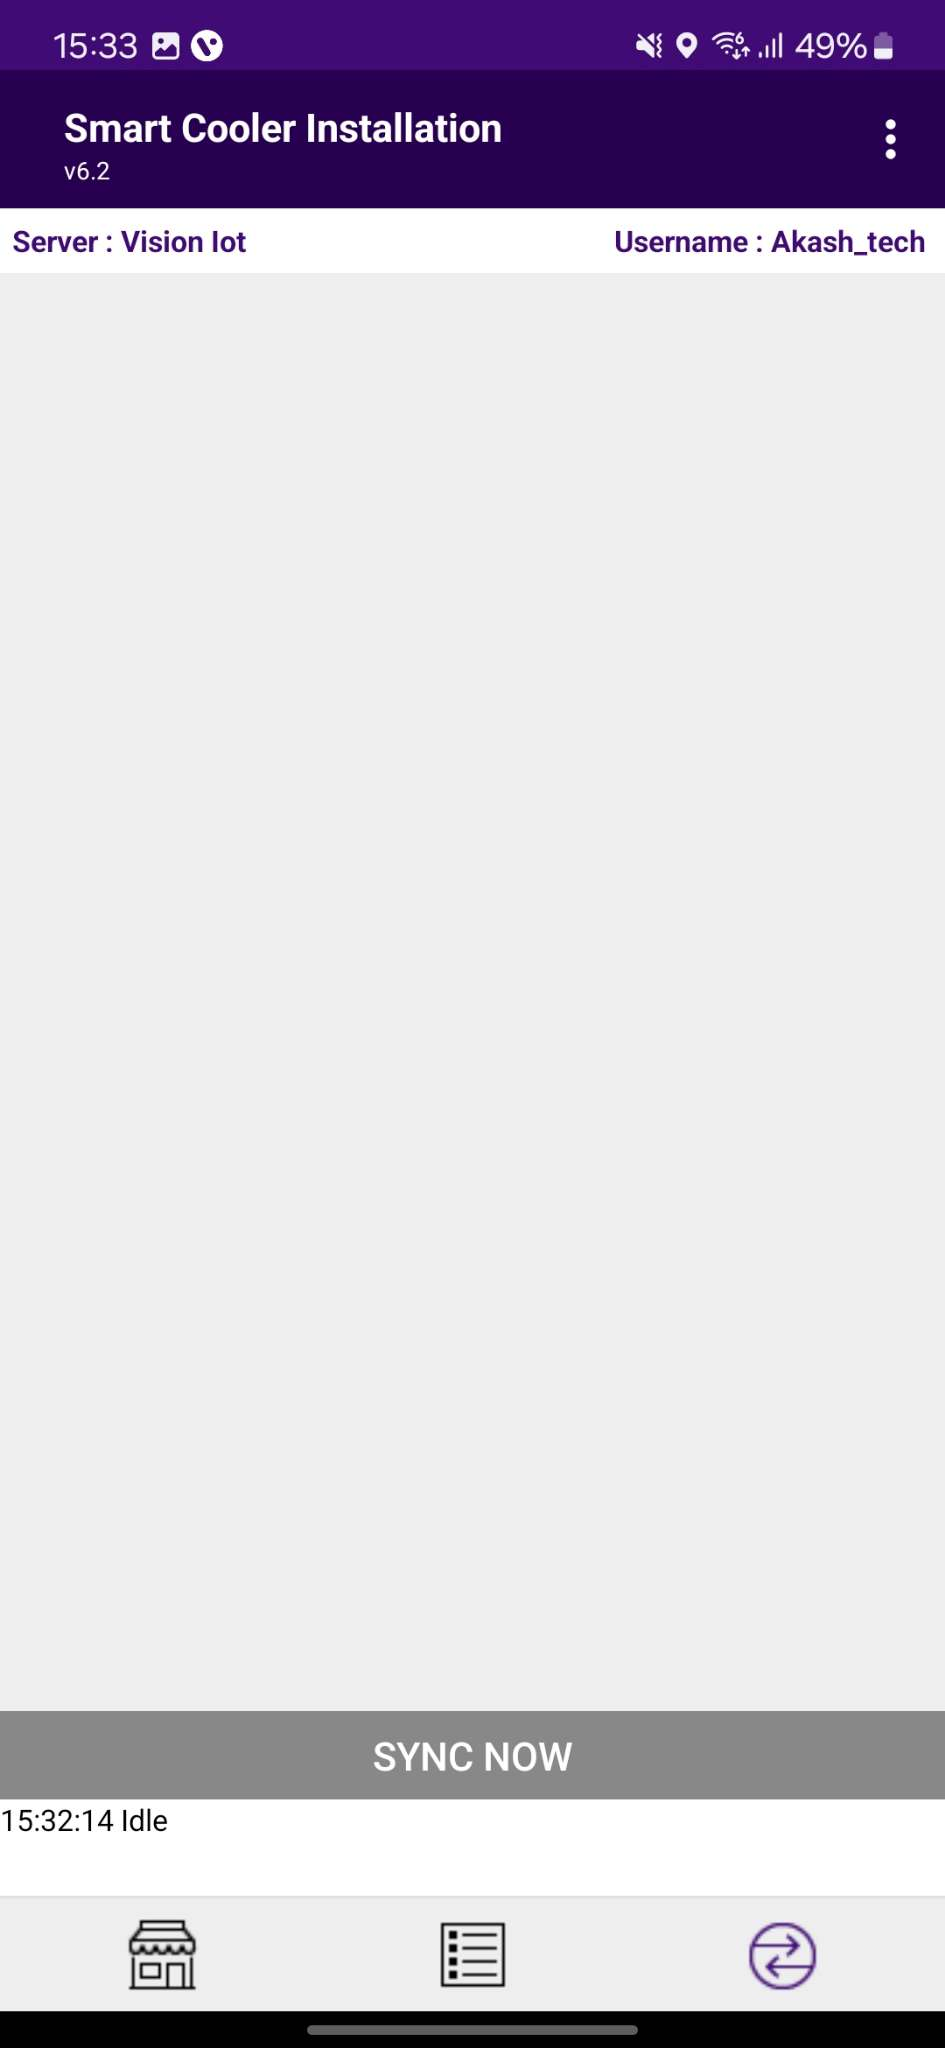 15:33
49%
Smart Cooler Installation
v6.2
Server : Vision Iot
Username : Akash_tech
SYNC NOW
15:32:14 Idle